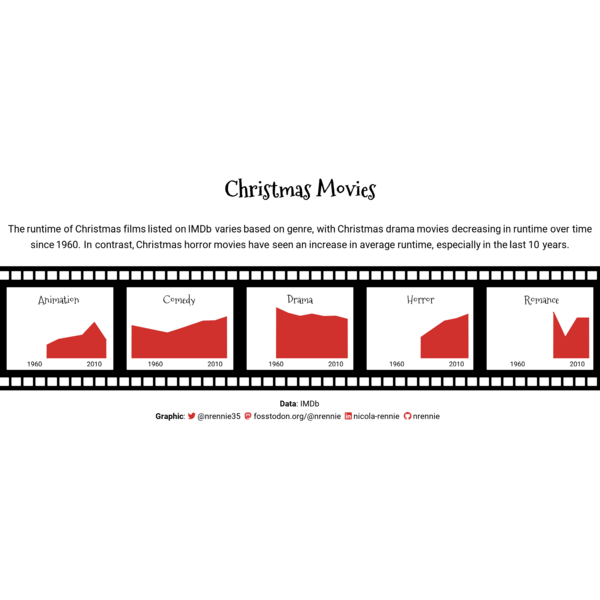 Christmas Movies
The runtime of Christmas films listed on IMDb varies based on genre, with Christmas drama movies decreasing in runtime over time
since 1960. In contrast, Christmas horror movies have seen an increase in average runtime, especially in the last 10 years.
Animation
1960 2010
Comedy
1960 2010
Drama
1960 2010
Horror
1960 2010
Romance
1960 2010
Data: IMDb
Graphic: @nrennie35 fosstodon.org/@nrennie nicola-rennie nrennie